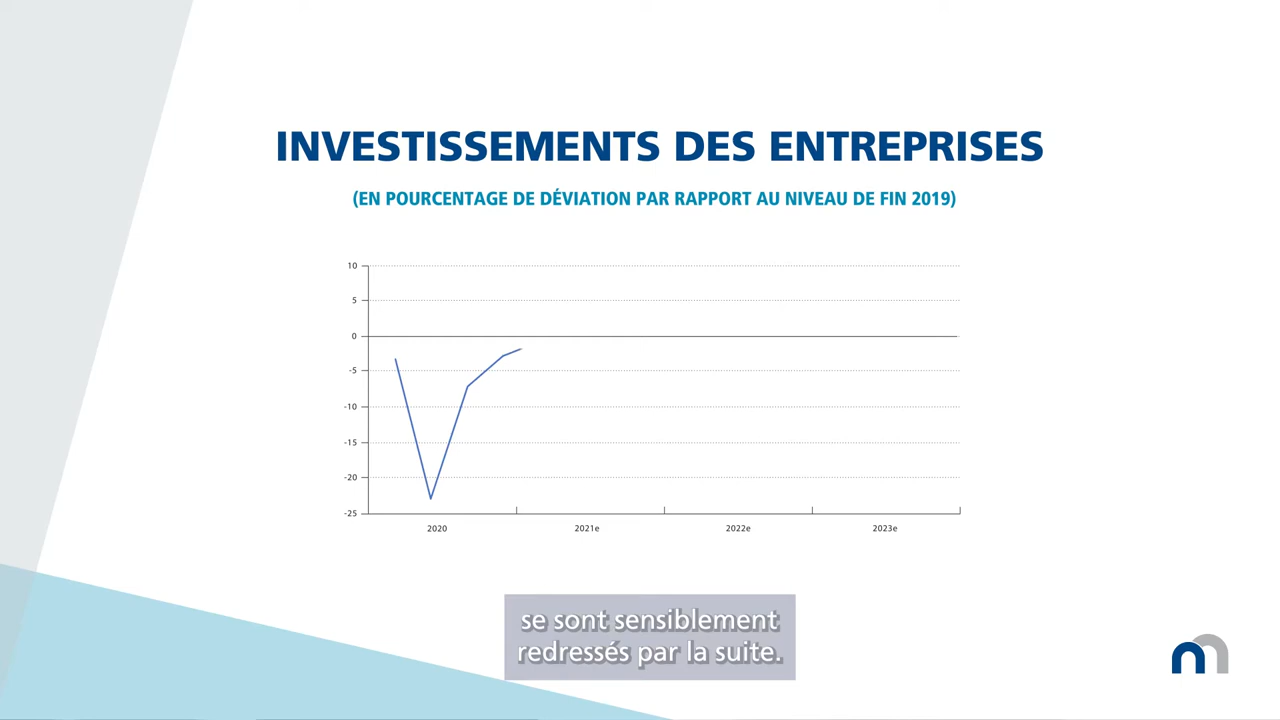 INVESTISSEMENTS DES ENTREPRISES
(EN POURCENTAGE DE DÉVIATION PAR RAPPORT AU NIVEAU DE FIN 2019)
10
5
0
-5
-10
-15
-20
-25
2020 2021e 2022e 2023e
se sont sensiblement
redressés par la suite.